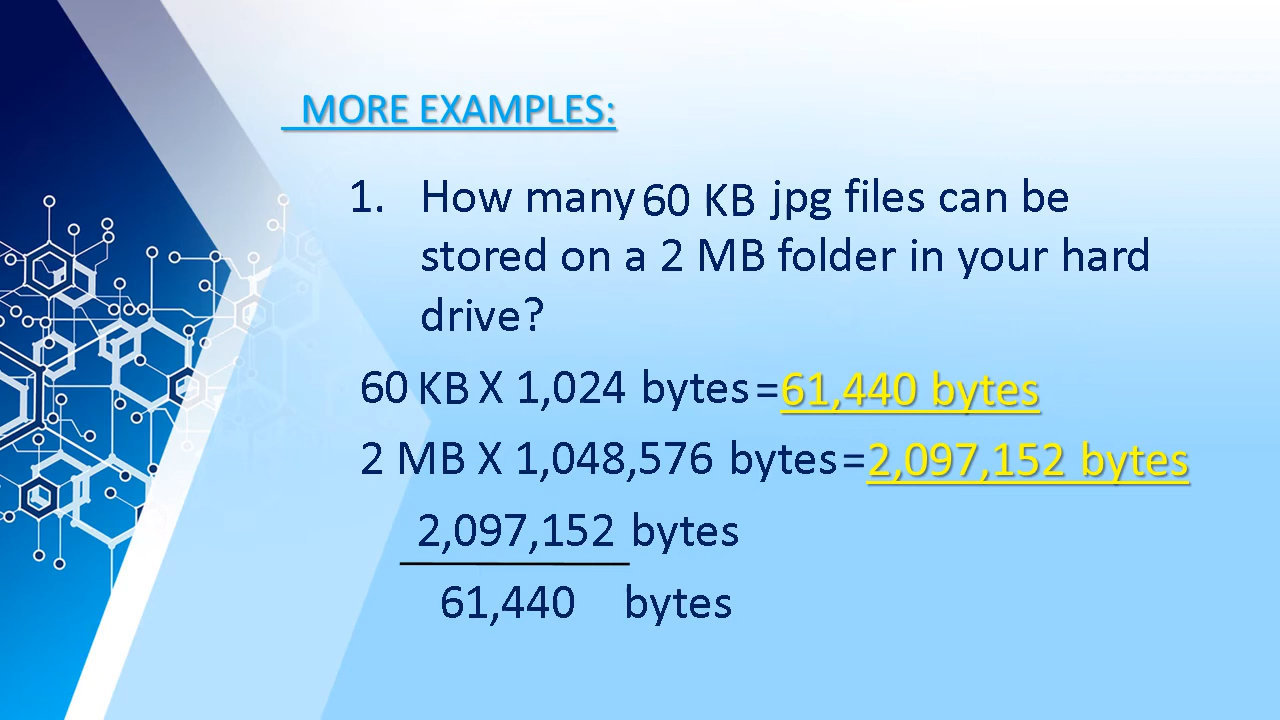 MORE EXAMPLES:
1. How many 60 KB jpg files can be
stored on a 2 MB folder in your hard
drive?
60 KB X 1,024 bytes =61,440 bytes
2 MB X 1,048,576 bytes =2,097,152 bytes
2,097,152 bytes
61,440 bytes